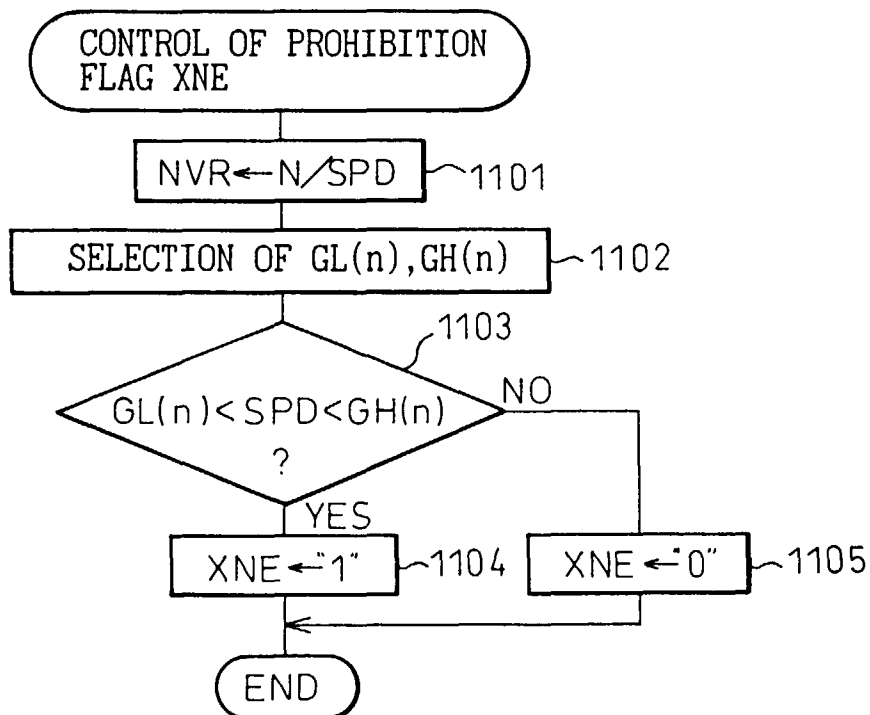 CONTROL OF PROHIBITION
FLAG XNE
NVR←N/SPD
1101
SELECTION OF GL(n),GH(n)
1102
1103
GL(n)<SPD<GH(n)
?
NO
YES
XNE←"1"
1104
XNE←"0"
1105
END